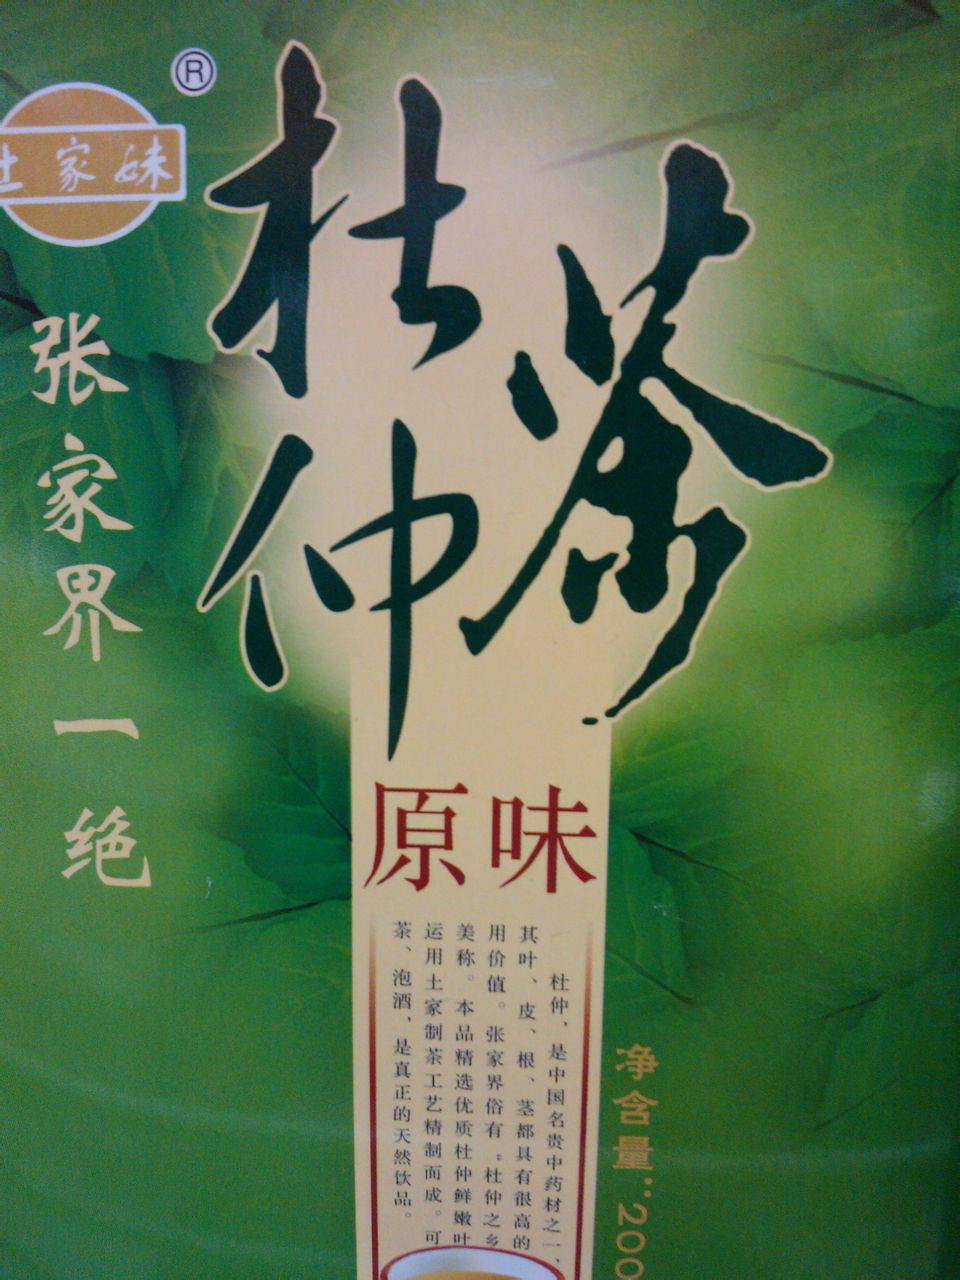 ®
土家妹
杜仲茶
张家界一绝
原味
杜仲，是中国名贵中药材之一，
其叶、皮、根、茎都具有很高的
用价值。张家界俗有“杜仲之乡
美称。本品精选优质杜仲鲜嫩叶
运用土家制茶工艺精制而成。可
茶、泡酒，是真正的天然饮品。
净含量：200